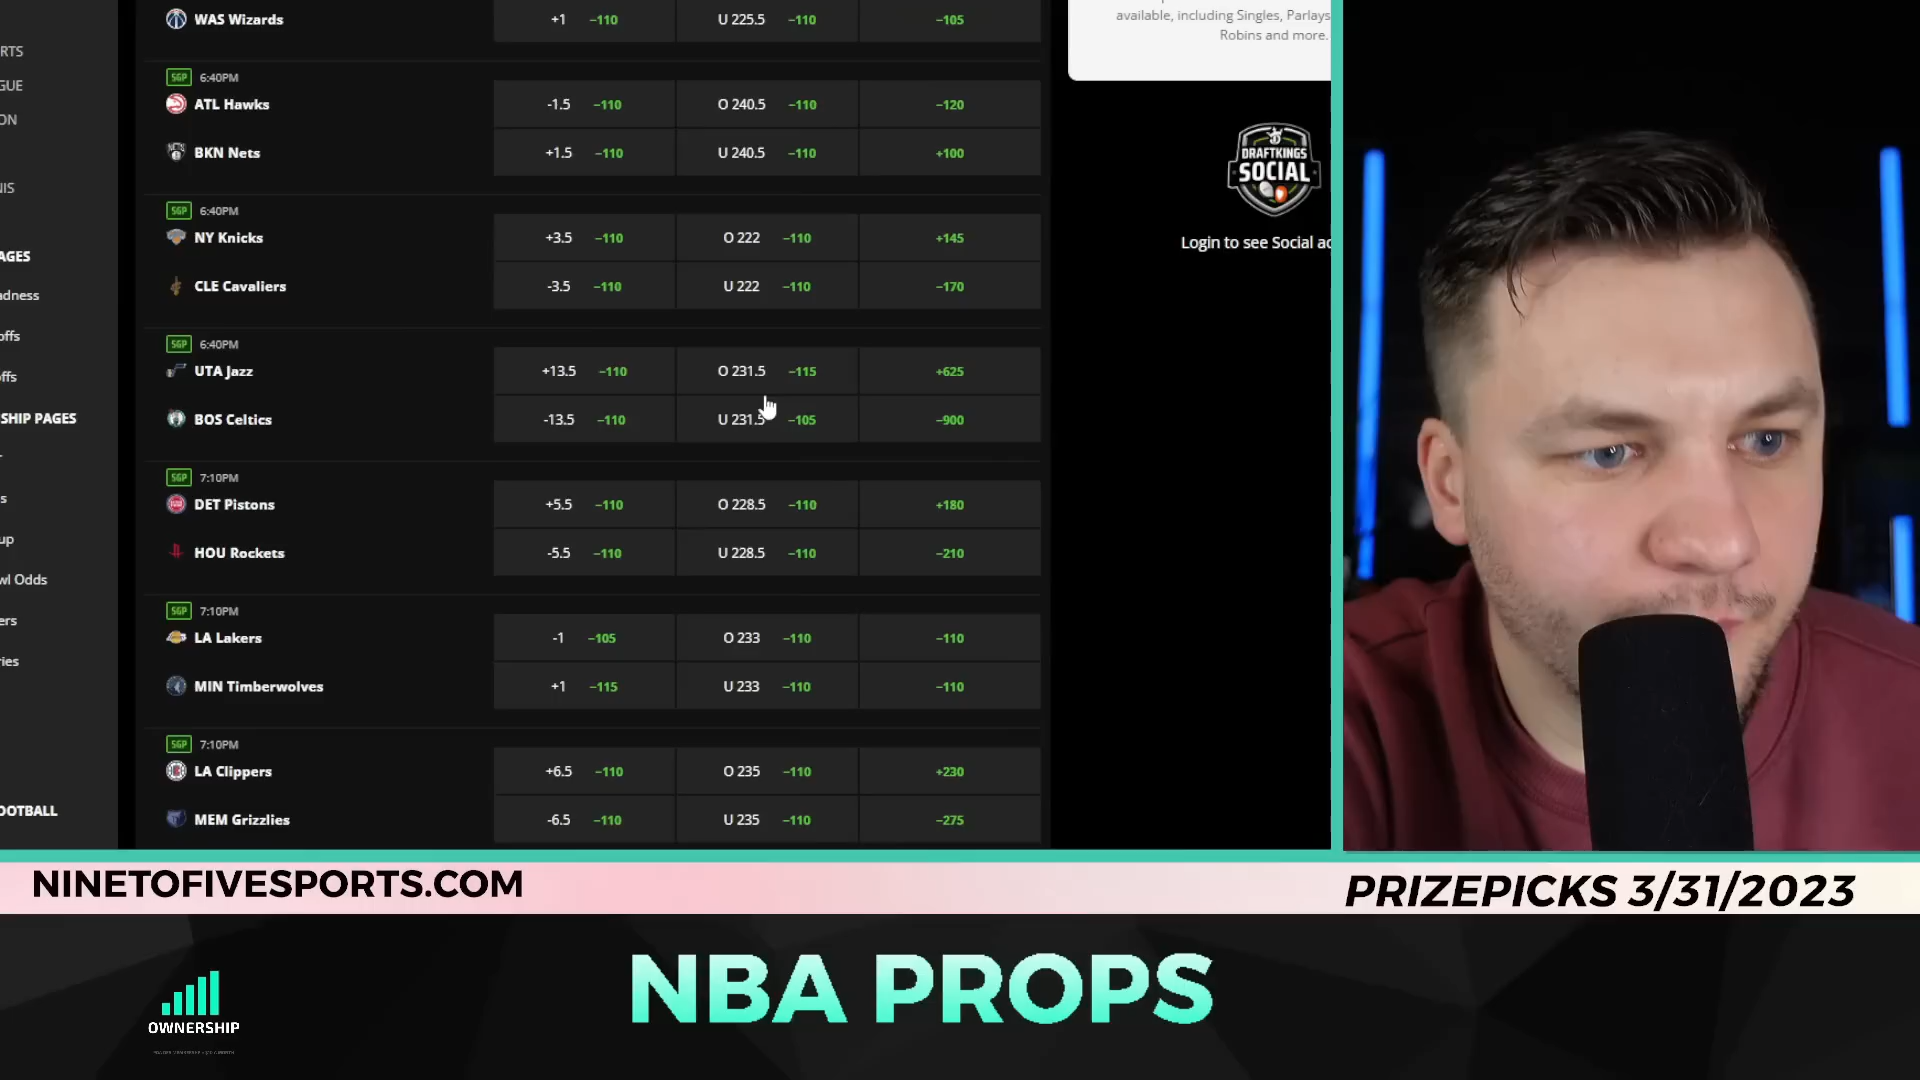 WAS Wizards +1 −110 U 225.5 −110 −105
available, including Singles, Parlays
Robins and more.
RTS
GUE
ON
NIS
AGES
adness
offs
offs
SHIP PAGES
r
s
up
wl Odds
ers
ries
OOTBALL
SGP 6:40PM
ATL Hawks -1.5 −110 O 240.5 −110 −120
BKN Nets +1.5 −110 U 240.5 −110 +100
SGP 6:40PM
NY Knicks +3.5 −110 O 222 −110 +145
CLE Cavaliers -3.5 −110 U 222 −110 −170
SGP 6:40PM
UTA Jazz +13.5 −110 O 231.5 −115 +625
BOS Celtics -13.5 −110 U 231.5 −105 −900
SGP 7:10PM
DET Pistons +5.5 −110 O 228.5 −110 +180
HOU Rockets -5.5 −110 U 228.5 −110 −210
SGP 7:10PM
LA Lakers -1 −105 O 233 −110 −110
MIN Timberwolves +1 −115 U 233 −110 −110
SGP 7:10PM
LA Clippers +6.5 −110 O 235 −110 +230
MEM Grizzlies -6.5 −110 U 235 −110 −275
DRAFTKINGS
SOCIAL
Login to see Social a
NINETOFIVESPORTS.COM
PRIZEPICKS 3/31/2023
NBA PROPS
OWNERSHIP